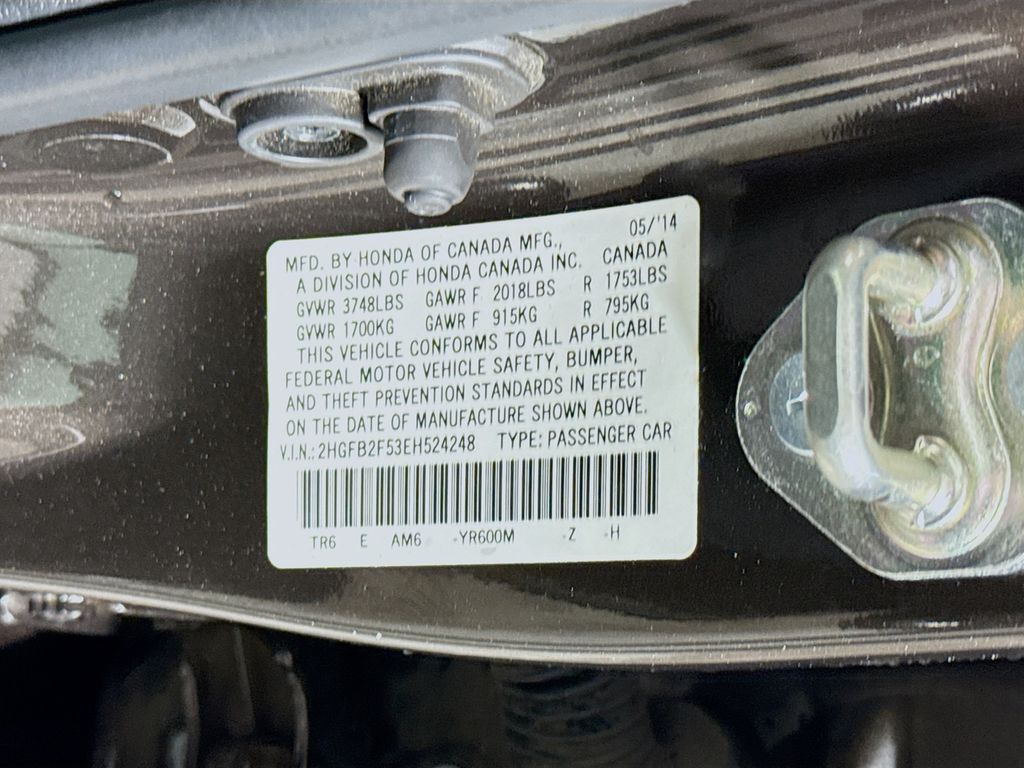 05/'14
MFD. BY HONDA OF CANADA MFG.,
A DIVISION OF HONDA CANADA INC. CANADA
GVWR 3748LBS GAWR F 2018LBS R 1753LBS
GVWR 1700KG GAWR F 915KG R 795KG
THIS VEHICLE CONFORMS TO ALL APPLICABLE
FEDERAL MOTOR VEHICLE SAFETY, BUMPER,
AND THEFT PREVENTION STANDARDS IN EFFECT
ON THE DATE OF MANUFACTURE SHOWN ABOVE.
V.I.N.: 2HGFB2F53EH524248 TYPE: PASSENGER CAR
TR6 E AM6 -YR600M -Z -H